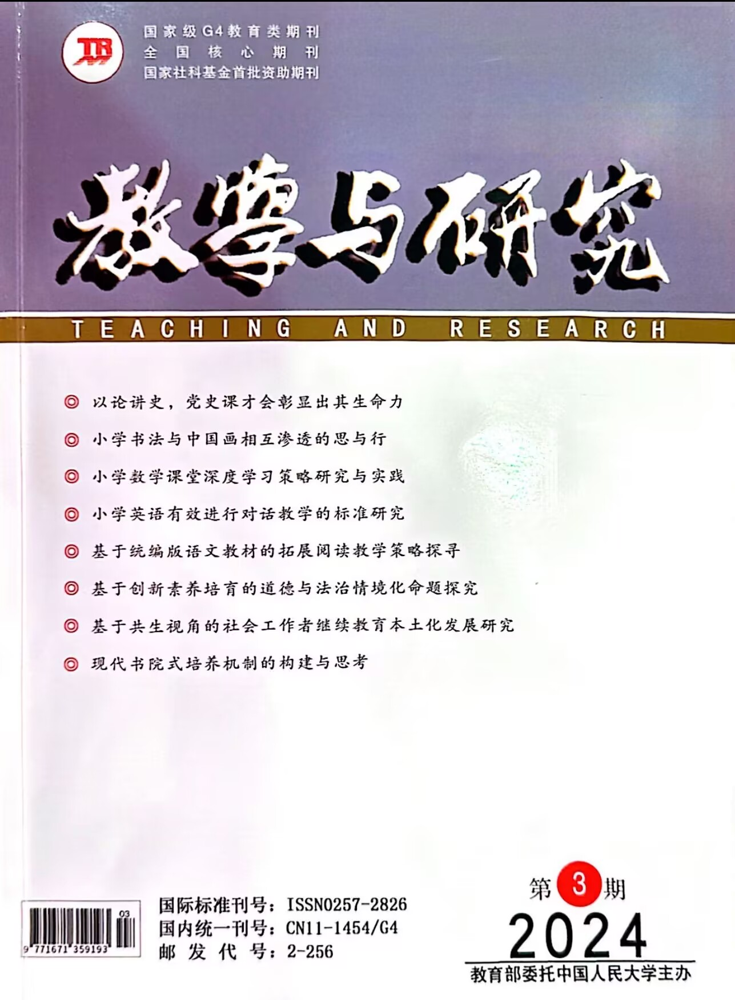 TR
国家级G4教育类期刊
全国核心期刊
国家社科基金首批资助期刊
教学与研究
TEACHING AND RESEARCH
◎ 以论讲史，党史课才会彰显出其生命力
◎ 小学书法与中国画相互渗透的思与行
◎ 小学数学课堂深度学习策略研究与实践
◎ 小学英语有效进行对话教学的标准研究
◎ 基于统编版语文教材的拓展阅读教学策略探寻
◎ 基于创新素养培育的道德与法治情境化命题探究
◎ 基于共生视角的社会工作者继续教育本土化发展研究
◎ 现代书院式培养机制的构建与思考
第3期
2024
教育部委托中国人民大学主办
国际标准刊号：ISSN0257-2826
国内统一刊号：CN11-1454/G4
邮发代号：2-256
03
9 771671 359193